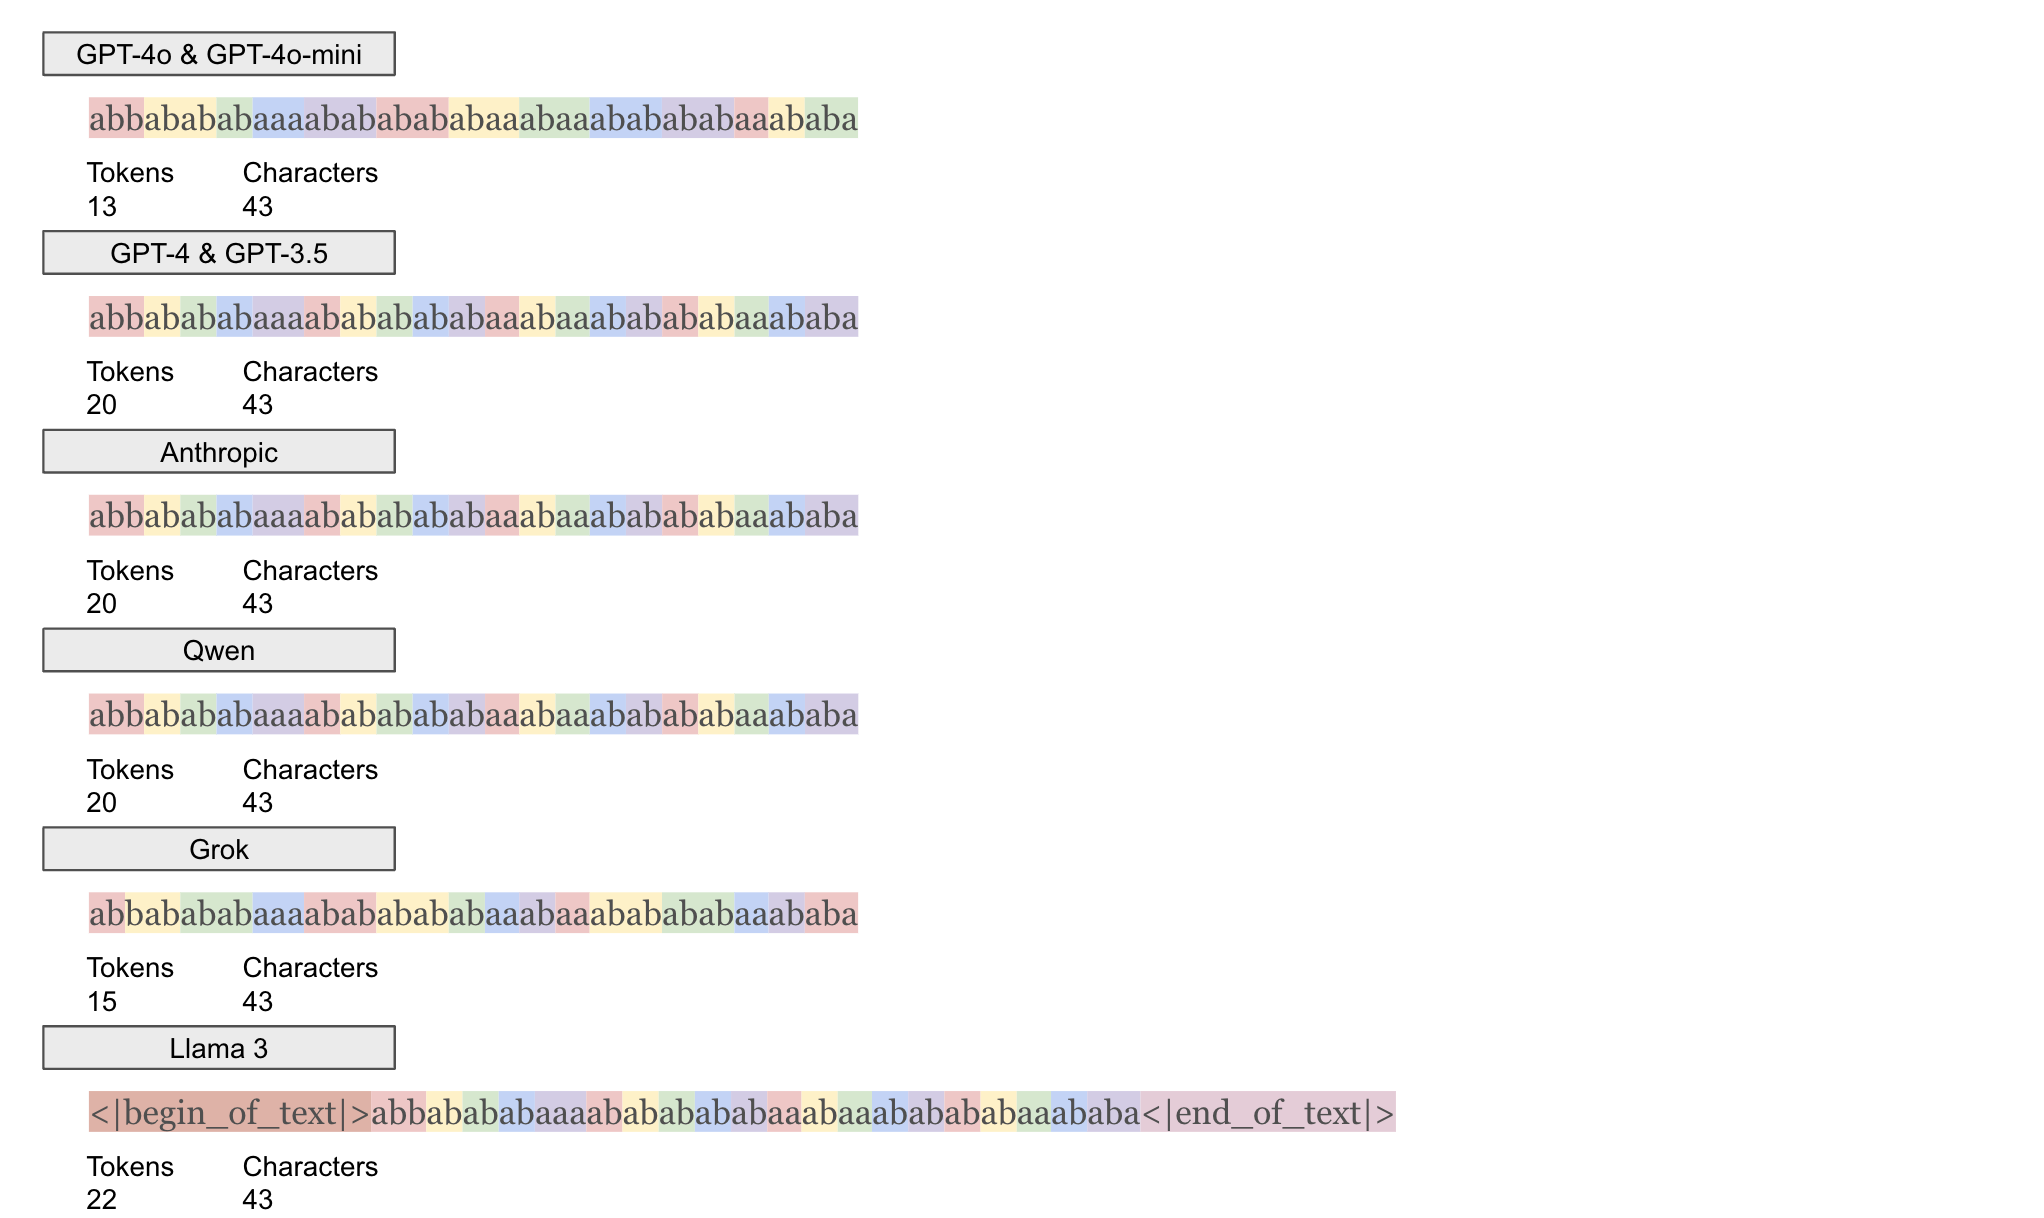 GPT-4o & GPT-4o-mini
abbabababaaaabababababaaabaaababababaaababa
Tokens Characters
13 43
GPT-4 & GPT-3.5
abbabababaaaabababababaaabaaababababaaababa
Tokens Characters
20 43
Anthropic
abbabababaaaabababababaaabaaababababaaababa
Tokens Characters
20 43
Qwen
abbabababaaaabababababaaabaaababababaaababa
Tokens Characters
20 43
Grok
abbabababaaaabababababaaabaaababababaaababa
Tokens Characters
15 43
Llama 3
<|begin_of_text|>abbabababaaaabababababaaabaaababababaaababa<|end_of_text|>
Tokens Characters
22 43